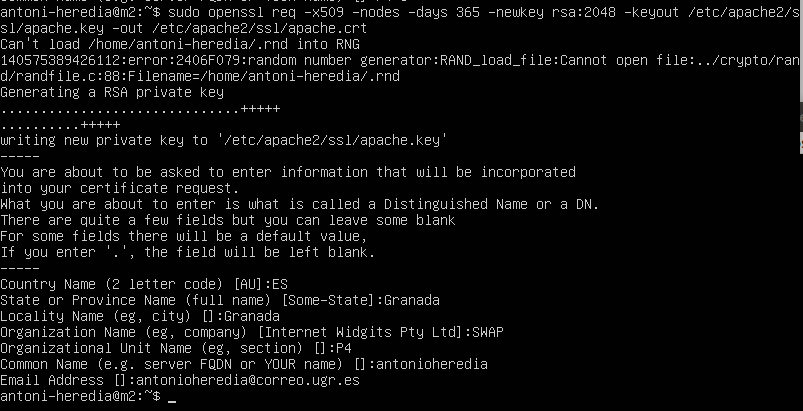 antoni-heredia@m2:~$ sudo openssl req -x509 -nodes -days 365 -newkey rsa:2048 -keyout /etc/apache2/s
sl/apache.key -out /etc/apache2/ssl/apache.crt
Can't load /home/antoni-heredia/.rnd into RNG
140575389426112:error:2406F079:random number generator:RAND_load_file:Cannot open file:../crypto/ran
d/randfile.c:88:Filename=/home/antoni-heredia/.rnd
Generating a RSA private key
............................+++++
..........+++++
writing new private key to '/etc/apache2/ssl/apache.key'
-----
You are about to be asked to enter information that will be incorporated
into your certificate request.
What you are about to enter is what is called a Distinguished Name or a DN.
There are quite a few fields but you can leave some blank
For some fields there will be a default value,
If you enter '.', the field will be left blank.
-----
Country Name (2 letter code) [AU]:ES
State or Province Name (full name) [Some-State]:Granada
Locality Name (eg, city) []:Granada
Organization Name (eg, company) [Internet Widgits Pty Ltd]:SWAP
Organizational Unit Name (eg, section) []:P4
Common Name (e.g. server FQDN or YOUR name) []:antonioheredia
Email Address []:antonioheredia@correo.ugr.es
antoni-heredia@m2:~$ _